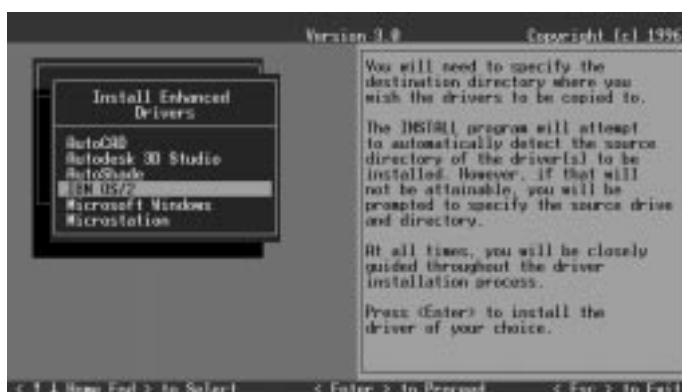 Version 3.0 Copyright (c) 1996
Install Enhanced
Drivers
AutoCAD
Autodesk 3D Studio
AutoShade
IBM OS/2
Microsoft Windows
Microstation
You will need to specify the
destination directory where you
wish the drivers to be copied to.
The INSTALL program will attempt
to automatically detect the source
directory of the driver(s) to be
installed. However, if that will
not be attainable, you will be
prompted to specify the source drive
and directory.
At all times, you will be closely
guided throughout the driver
installation process.
Press <Enter> to install the
driver of your choice.
< ↑ ↓ Home End > to Select < Enter > to Proceed < Esc > to Exit